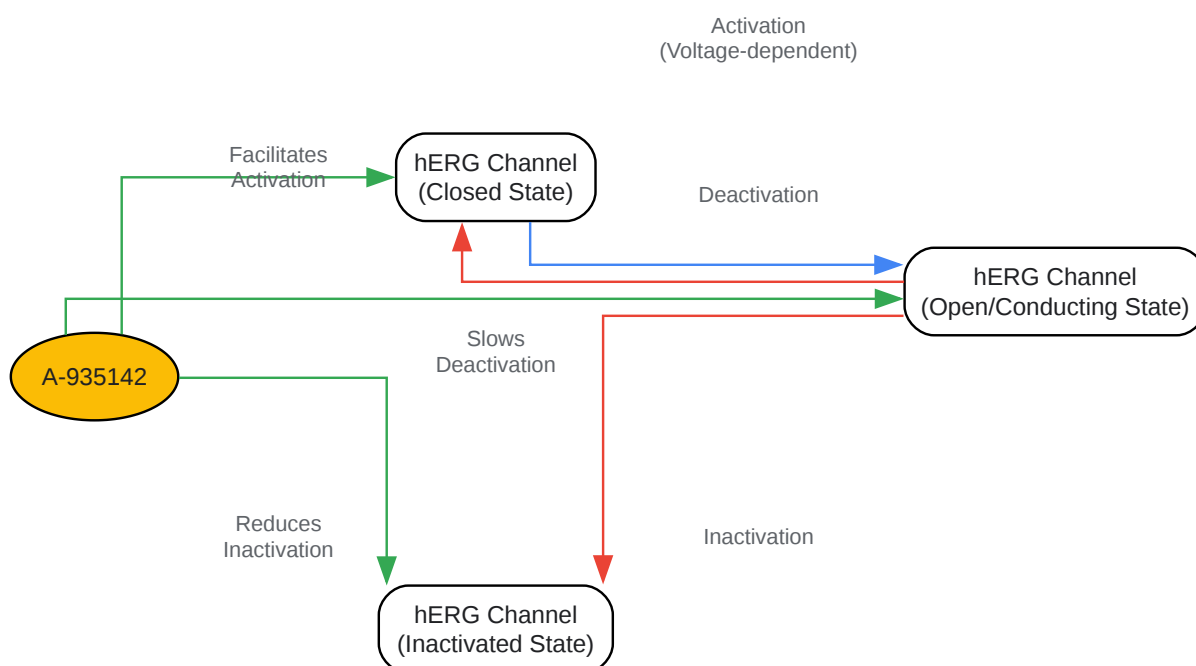 Activation
(Voltage-dependent)
Facilitates
Activation
hERG Channel
(Closed State)
Deactivation
hERG Channel
(Open/Conducting State)
Slows
Deactivation
A-935142
Reduces
Inactivation
Inactivation
hERG Channel
(Inactivated State)